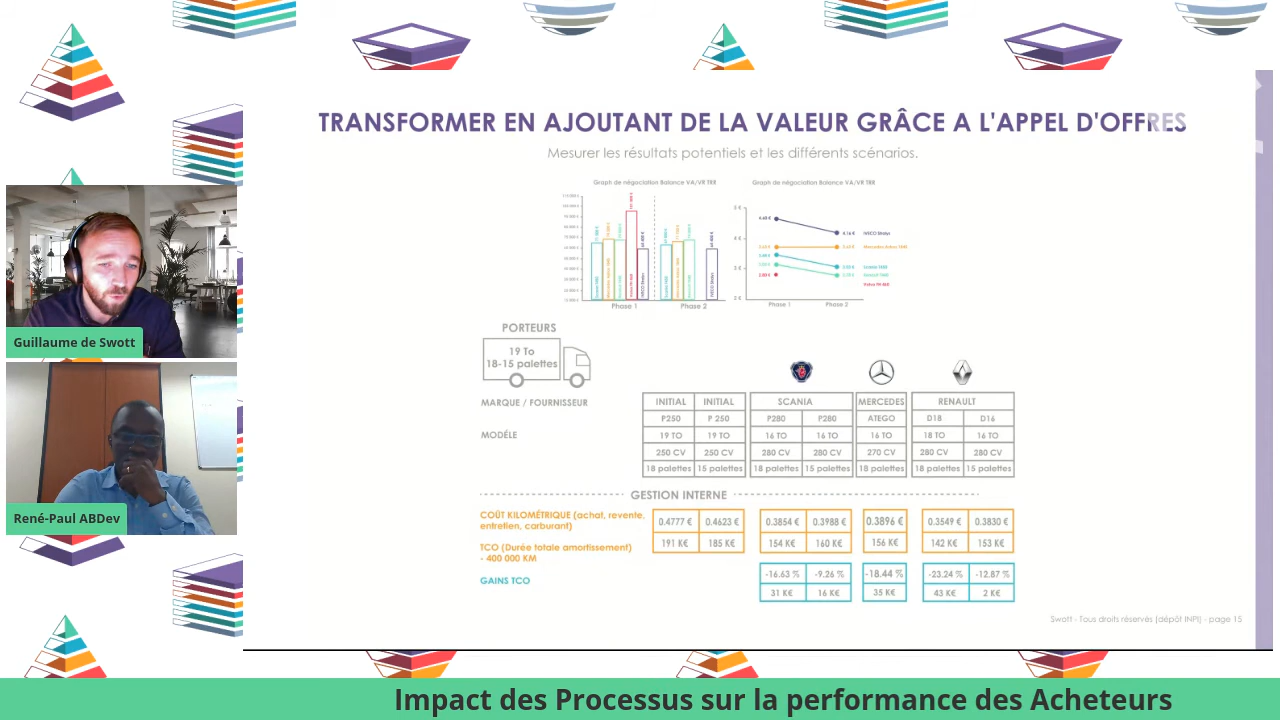 TRANSFORMER EN AJOUTANT DE LA VALEUR GRÂCE A L'APPEL D'OFFRES
Mesurer les résultats potentiels et les différents scénarios.
Graph de négociation Balance VA/VR TRR
Graph de négociation Balance VA/VR TRR
Phase 1 Phase 2
5 €
4 €
3 €
2 €
4.16 € IVECO Stralys
Phase 1 Phase 2
PORTEURS
19 To
18-15 palettes
MARQUE / FOURNISSEUR
INITIAL INITIAL SCANIA MERCEDES RENAULT
P250 P 250 P280 P280 ATEGO D18 D16
MODÈLE
19 TO 19 TO 16 TO 16 TO 16 TO 18 TO 16 TO
250 CV 250 CV 280 CV 280 CV 270 CV 280 CV 280 CV
18 palettes 15 palettes 18 palettes 15 palettes 18 palettes 18 palettes 15 palettes
GESTION INTERNE
COÛT KILOMÉTRIQUE (achat, revente,
entretien, carburant)
0.4777 € 0.4623 € 0.3854 € 0.3988 € 0.3896 € 0.3549 € 0.3830 €
TCO (Durée totale amortissement)
- 400 000 KM
191 K€ 185 K€ 154 K€ 160 K€ 156 K€ 142 K€ 153 K€
GAINS TCO
-16.63 % -9.26 % -18.44 % -23.24 % -12.87 %
31 K€ 16 K€ 35 K€ 43 K€ 2 K€
Swott - Tous droits réservés (dépôt INPI) - page 15
Guillaume de Swott
René-Paul ABDev
Impact des Processus sur la performance des Acheteurs